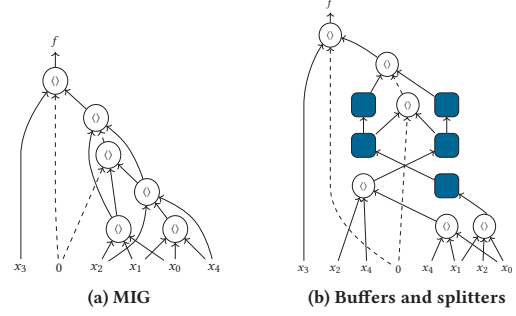 f
⟨⟩
⟨⟩
⟨⟩
⟨⟩
⟨⟩ ⟨⟩
x₃ 0 x₂ x₁ x₀ x₄
(a) MIG
f
⟨⟩
⟨⟩
⟨⟩
⟨⟩
⟨⟩ ⟨⟩
x₃ x₂ x₄ 0 x₄ x₁ x₂ x₀
(b) Buffers and splitters